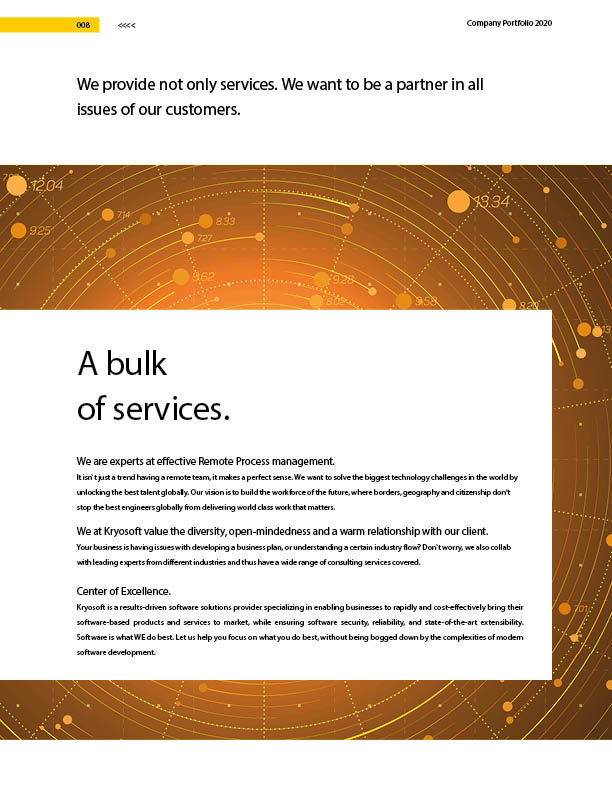 008
<<<<
Company Portfolio 2020
We provide not only services. We want to be a partner in all
issues of our customers.
12.04
13.34
7.14
8.33
9.25
7.27
9.62
9.28
8.02
9.58
A bulk
of services.
We are experts at effective Remote Process management.
It isn`t just a trend having a remote team, it makes a perfect sense. We want to solve the biggest technology challenges in the world by
unlocking the best talent globally. Our vision is to build the workforce of the future, where borders, geography and citizenship don’t
stop the best engineers globally from delivering world class work that matters.
We at Kryosoft value the diversity, open-mindedness and a warm relationship with our client.
Your business is having issues with developing a business plan, or understanding a certain industry flow? Don`t worry, we also collab
with leading experts from different industries and thus have a wide range of consulting services covered.
Center of Excellence.
Kryosoft is a results-driven software solutions provider specializing in enabling businesses to rapidly and cost-effectively bring their
software-based products and services to market, while ensuring software security, reliability, and state-of-the-art extensibility.
Software is what WE do best. Let us help you focus on what you do best, without being bogged down by the complexities of modern
software development.
7.01